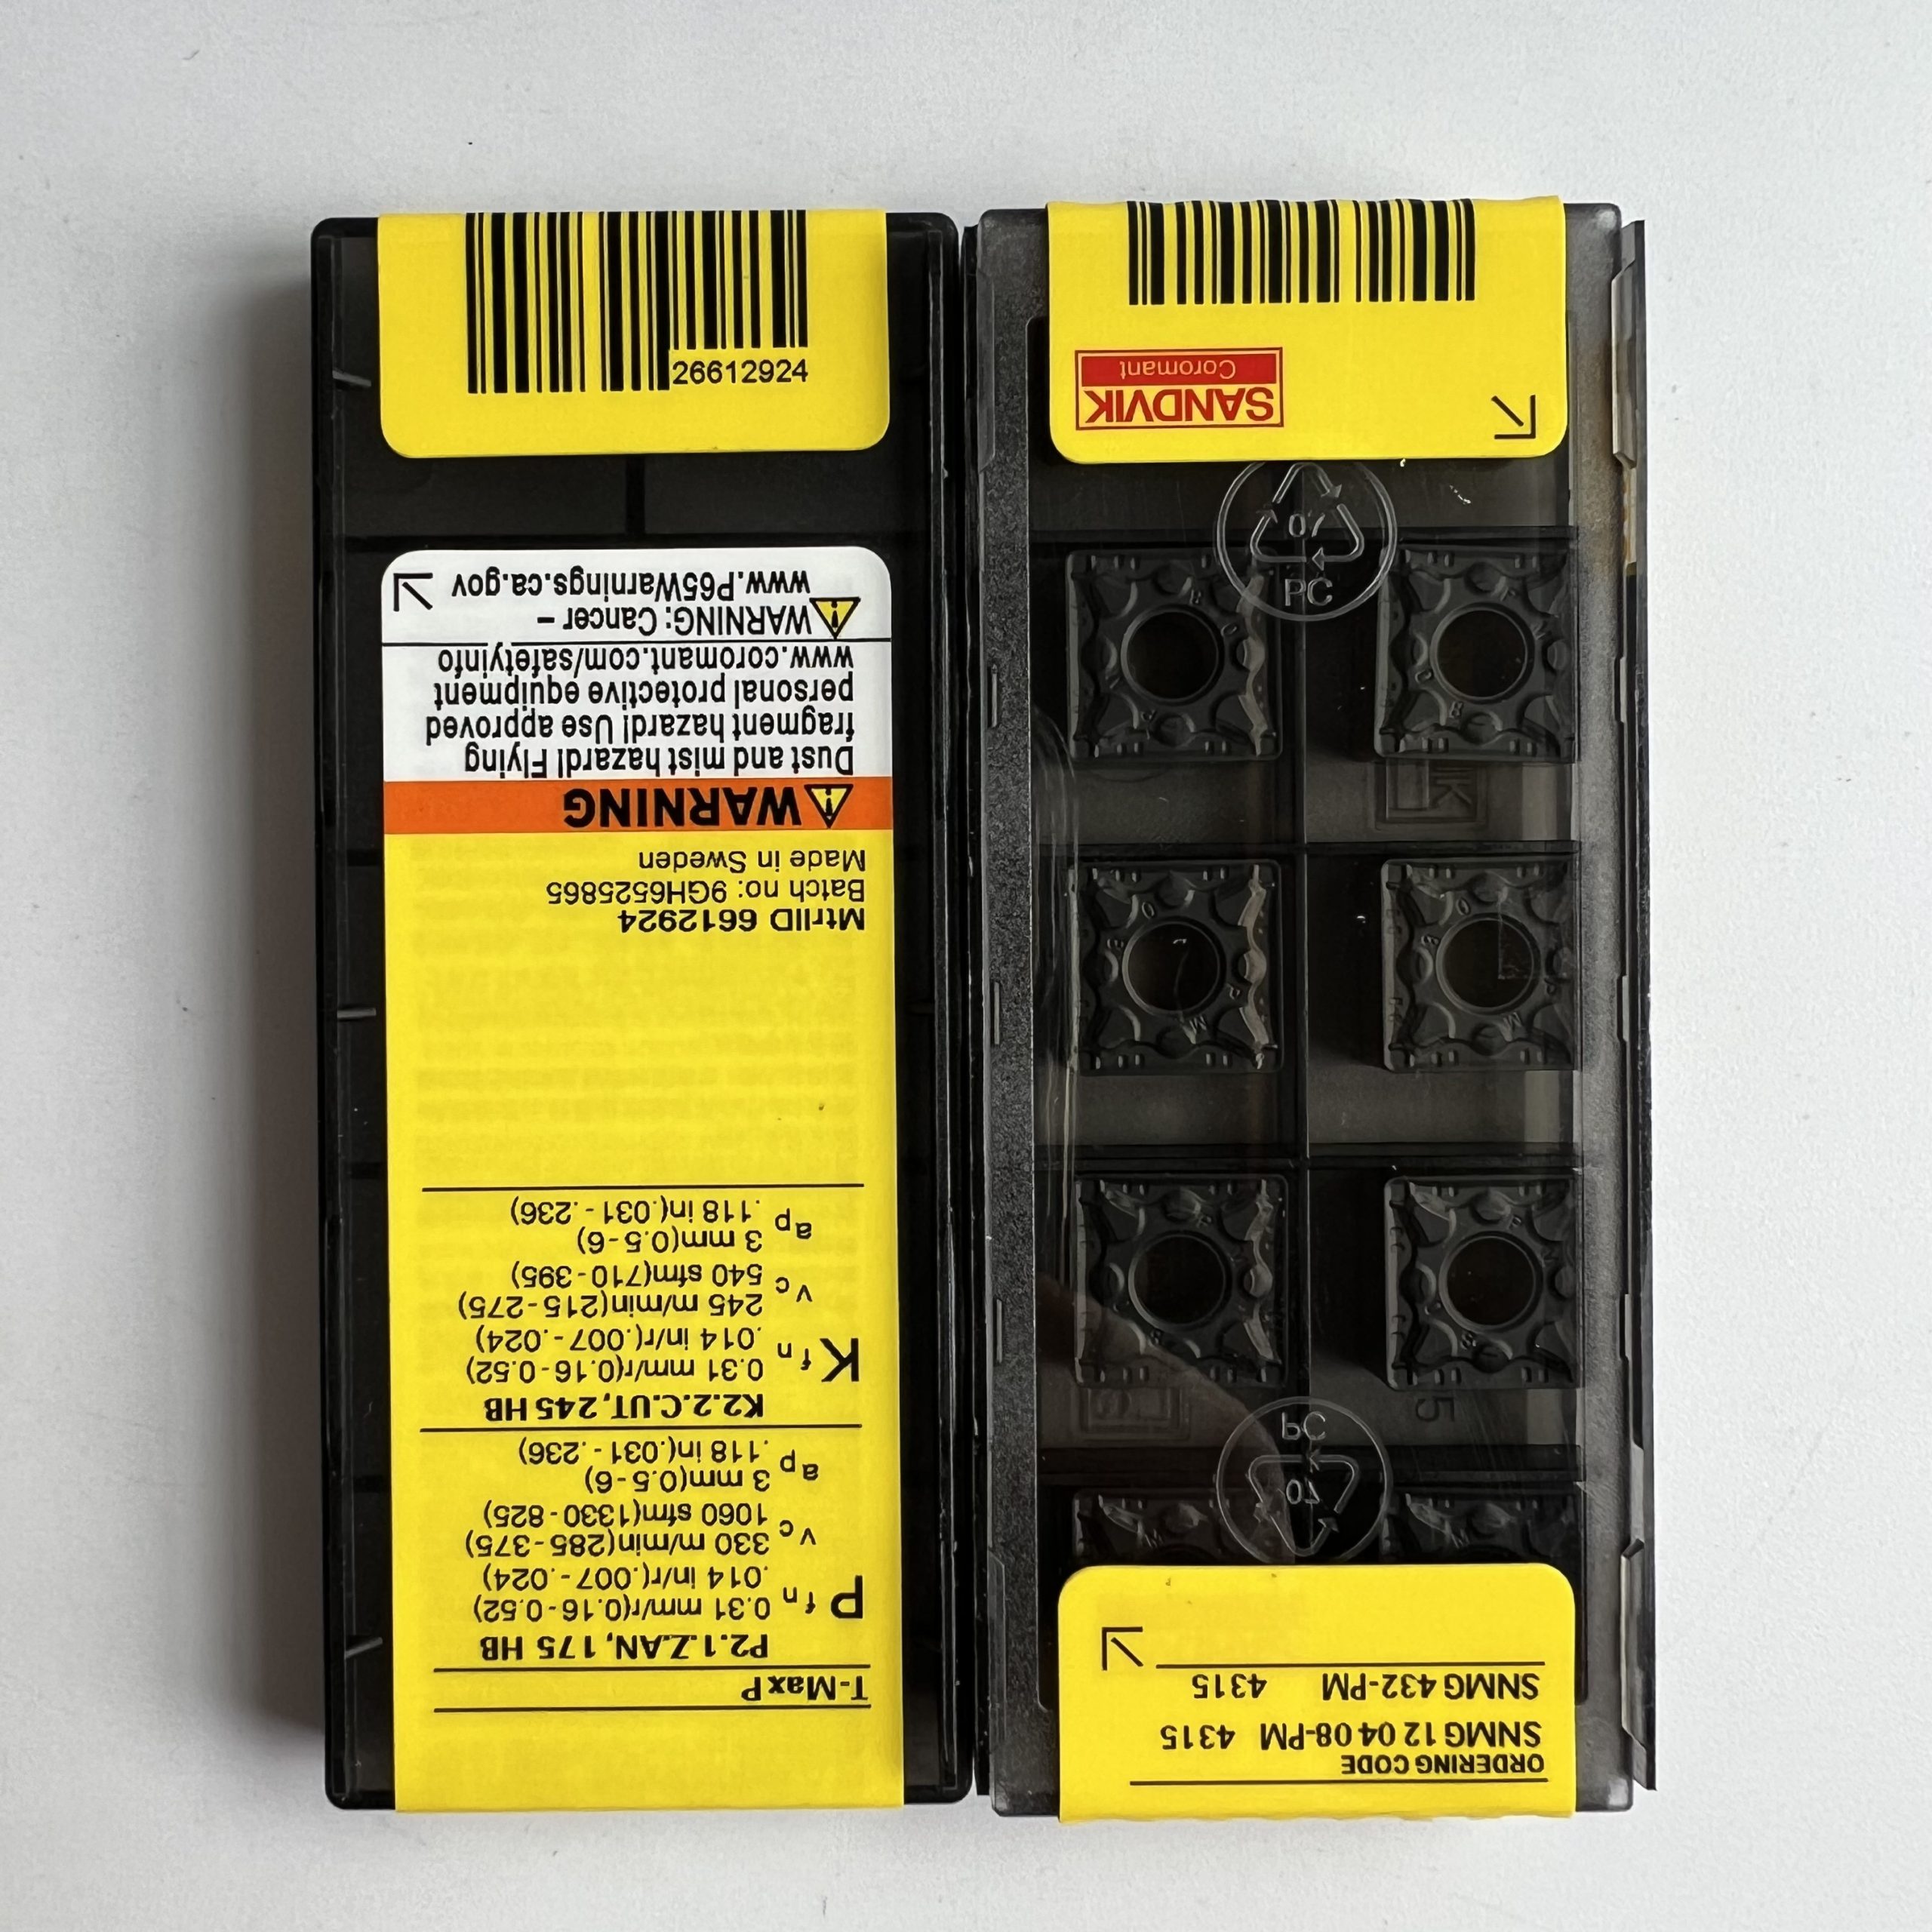 T-Max P
P2.1.Z.AN, 175 HB
P fn 0.31 mm/r(0.16-0.52)
.014 in/r(.007-.024)
vc 330 m/min(285-375)
1060 sfm(1330-825)
ap 3 mm(0.5-6)
.118 in(.031-.236)
K2.2.C.UT, 245 HB
K fn 0.31 mm/r(0.16-0.52)
.014 in/r(.007-.024)
vc 245 m/min(215-275)
540 sfm(710-395)
ap 3 mm(0.5-6)
.118 in(.031-.236)
MtrlID 6612924
Batch no: 9GH6525865
Made in Sweden
WARNING
Dust and mist hazard! Flying
fragment hazard! Use approved
personal protective equipment
www.coromant.com/safetyinfo
WARNING: Cancer –
www.P65Warnings.ca.gov
26612924
ORDERING CODE
SNMG 12 04 08-PM 4315
SNMG 432-PM 4315
07
PC
5
07
PC
SANDVIK
Coromant